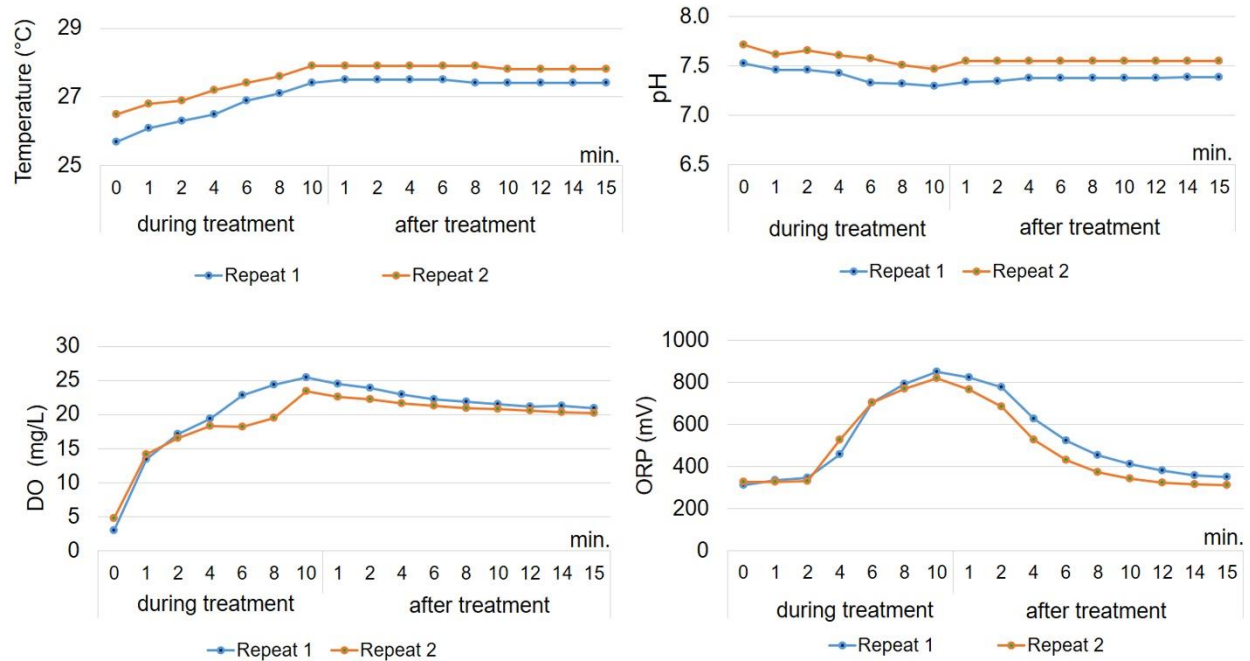 Temperature (°C)
29
27
25
min.
0 1 2 4 6 8 10 1 2 4 6 8 10 12 14 15
during treatment after treatment
Repeat 1 Repeat 2
pH
8.0
7.5
7.0
6.5
min.
0 1 2 4 6 8 10 1 2 4 6 8 10 12 14 15
during treatment after treatment
Repeat 1 Repeat 2
DO (mg/L)
30
25
20
15
10
5
0
min.
0 1 2 4 6 8 10 1 2 4 6 8 10 12 14 15
during treatment after treatment
Repeat 1 Repeat 2
ORP (mV)
1000
800
600
400
200
0
min.
0 1 2 4 6 8 10 1 2 4 6 8 10 12 14 15
during treatment after treatment
Repeat 1 Repeat 2